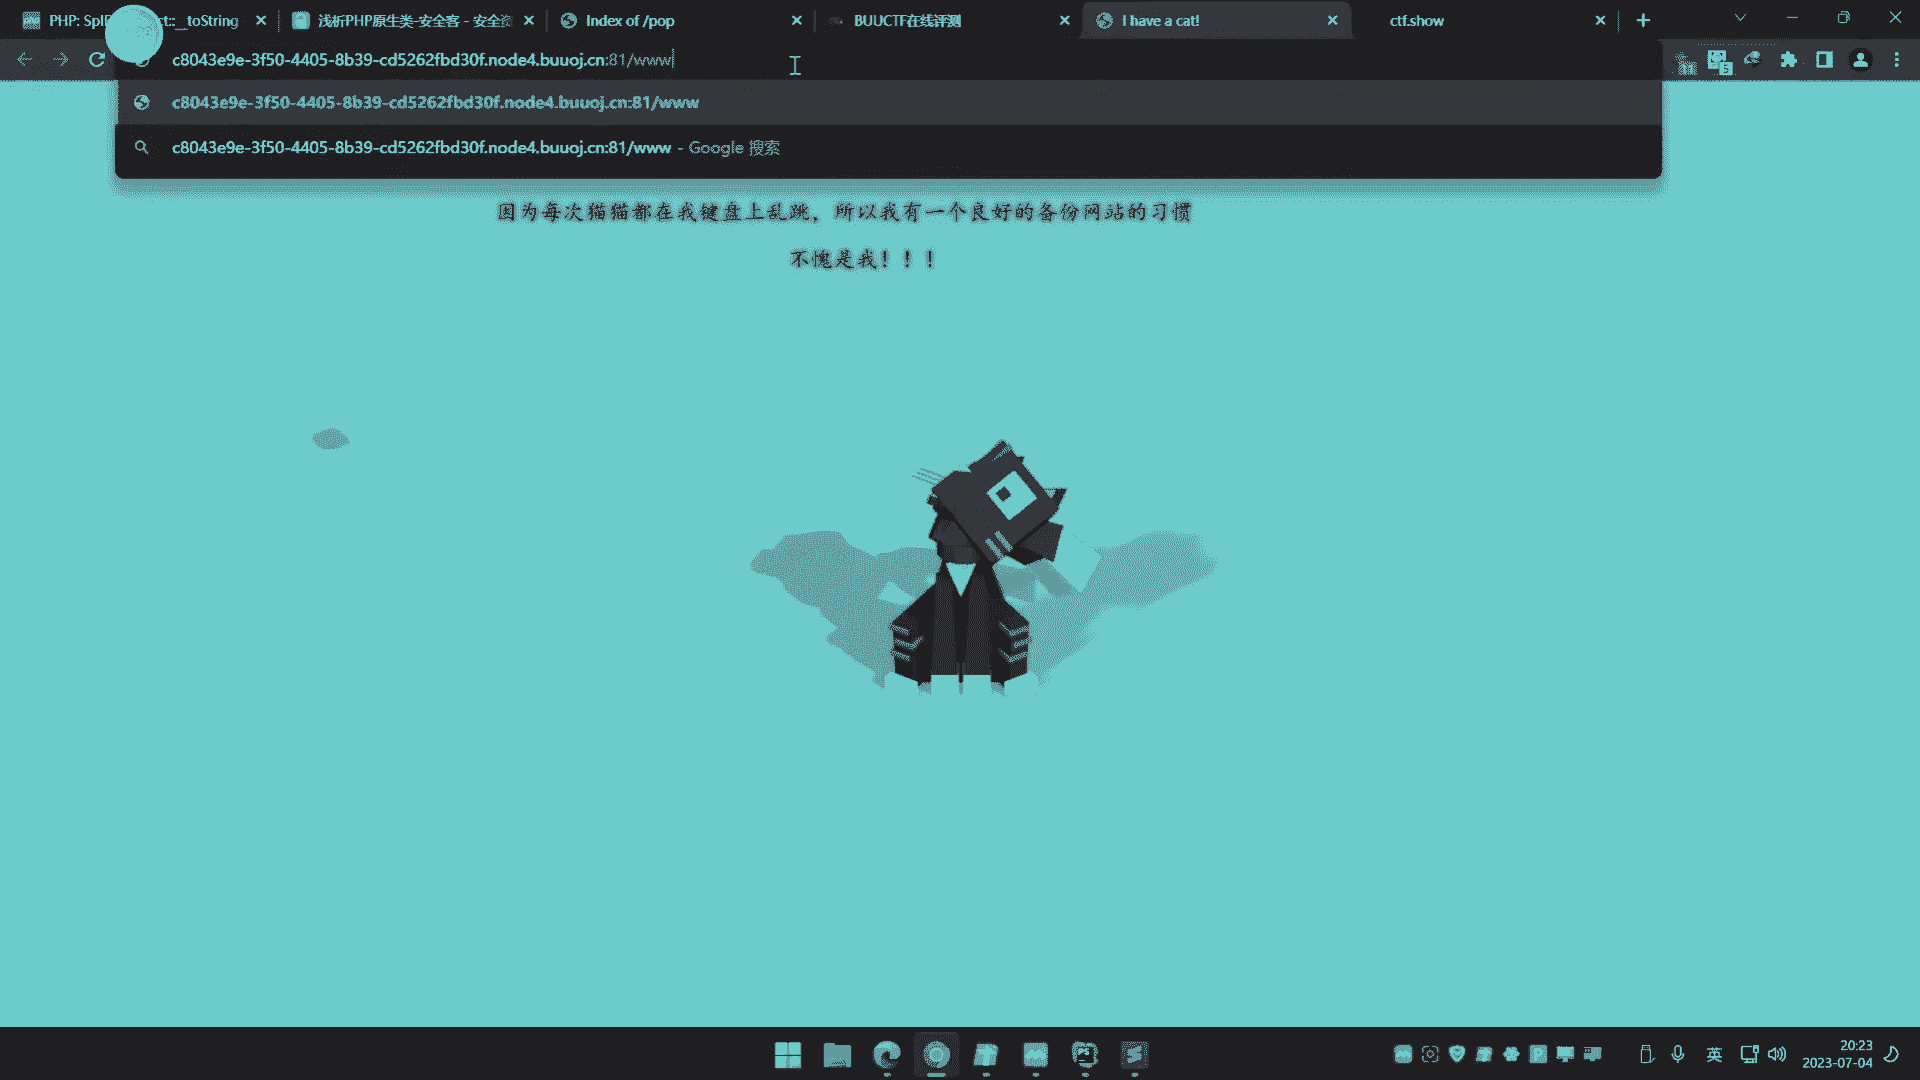 PHP: SplF ct::__toString
浅析PHP原生类-安全客 - 安全资
Index of /pop
BUUCTF在线评测
I have a cat!
ctf.show
c8043e9e-3f50-4405-8b39-cd5262fbd30f.node4.buuoj.cn:81/www
c8043e9e-3f50-4405-8b39-cd5262fbd30f.node4.buuoj.cn:81/www
c8043e9e-3f50-4405-8b39-cd5262fbd30f.node4.buuoj.cn:81/www - Google 搜索
因为每次猫猫都在我键盘上乱跳，所以我有一个良好的备份网站的习惯
不愧是我！！！
英
20:23
2023-07-04